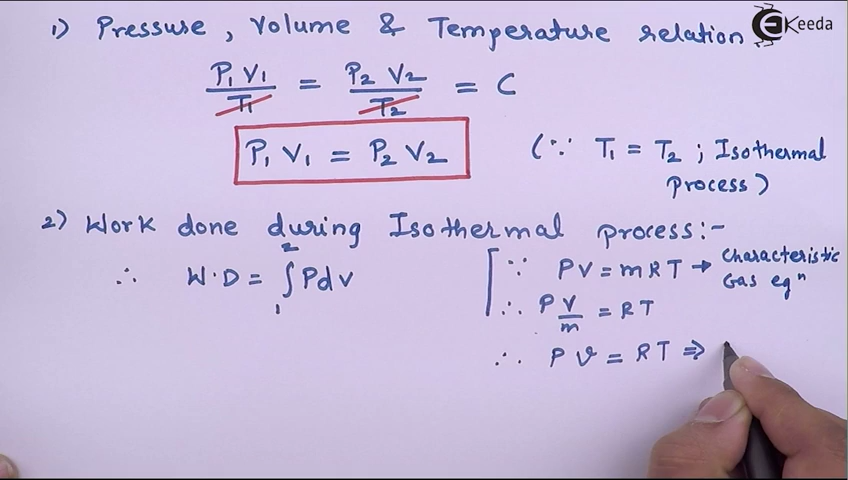 1) Pressure, Volume & Temperature relation
Ekeeda
P₁ V₁ / T₁ = P₂ V₂ / T₂ = C
P₁ V₁ = P₂ V₂
(∵ T₁ = T₂ ; Isothermal
process)
2) Work done during Isothermal process:-
∴ W.D = ∫₁² PdV
[∵ PV = mRT → Characteristic
Gas eqⁿ
∴ P V/m = RT
∴ P v = RT ⇒